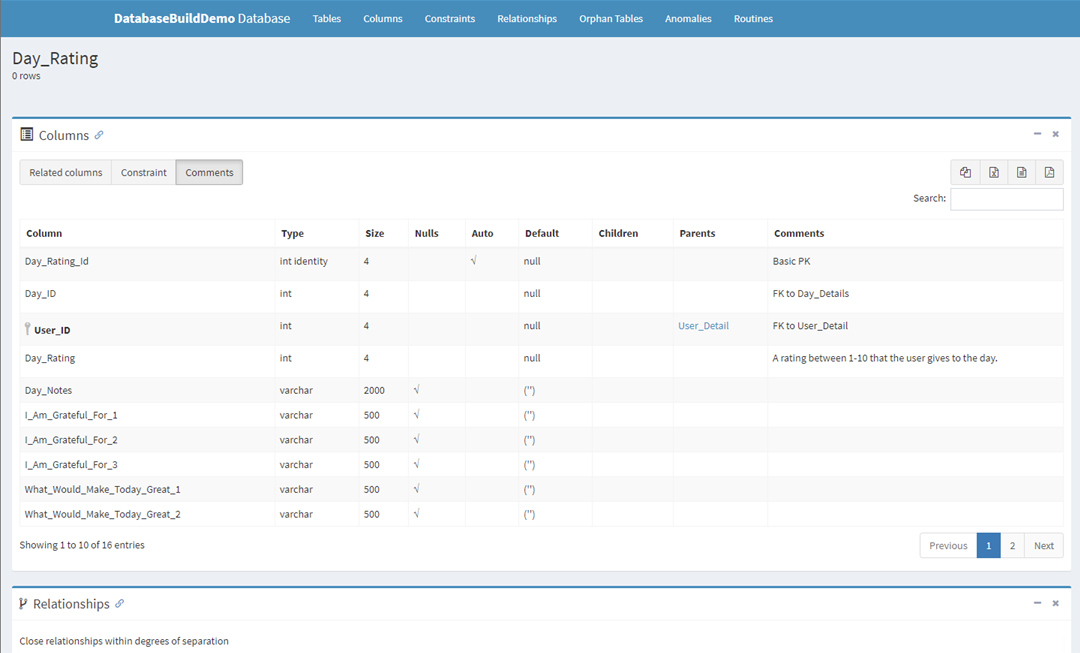 DatabaseBuildDemo Database Tables Columns Constraints Relationships Orphan Tables Anomalies Routines
Day_Rating
0 rows
Columns
Related columns Constraint Comments
Search:
Column Type Size Nulls Auto Default Children Parents Comments
Day_Rating_Id int identity 4 √ null Basic PK
Day_ID int 4 null FK to Day_Details
User_ID int 4 null User_Detail FK to User_Detail
Day_Rating int 4 null A rating between 1-10 that the user gives to the day.
Day_Notes varchar 2000 √ ('')
I_Am_Grateful_For_1 varchar 500 √ ('')
I_Am_Grateful_For_2 varchar 500 √ ('')
I_Am_Grateful_For_3 varchar 500 √ ('')
What_Would_Make_Today_Great_1 varchar 500 √ ('')
What_Would_Make_Today_Great_2 varchar 500 √ ('')
Showing 1 to 10 of 16 entries Previous 1 2 Next
Relationships
Close relationships within degrees of separation